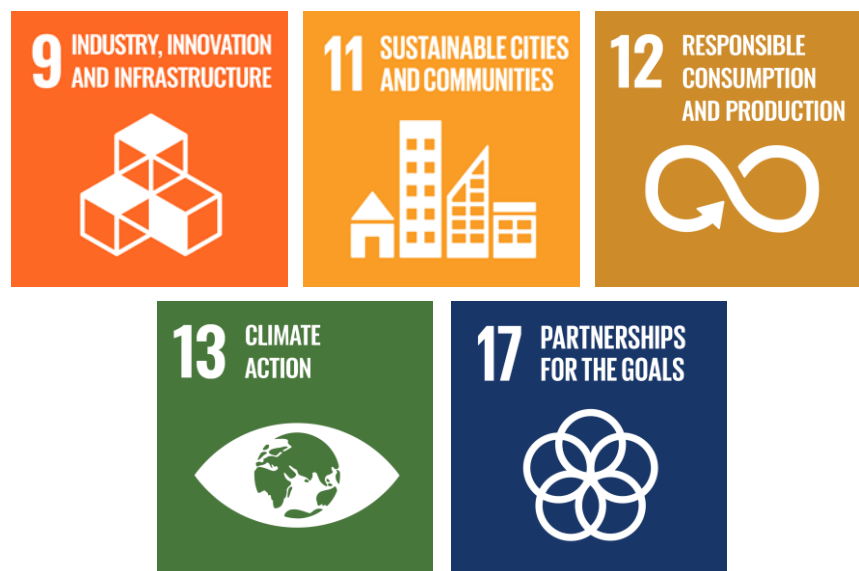 9 INDUSTRY, INNOVATION
AND INFRASTRUCTURE
11 SUSTAINABLE CITIES
AND COMMUNITIES
12 RESPONSIBLE
CONSUMPTION
AND PRODUCTION
13 CLIMATE
ACTION
17 PARTNERSHIPS
FOR THE GOALS